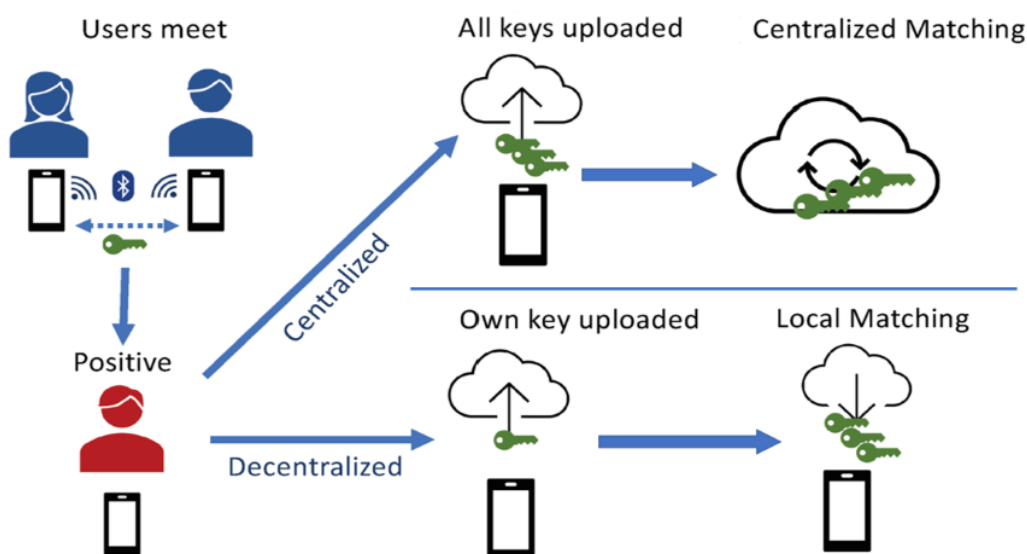 Users meet
All keys uploaded
Centralized Matching
Centralized
Own key uploaded
Local Matching
Positive
Decentralized